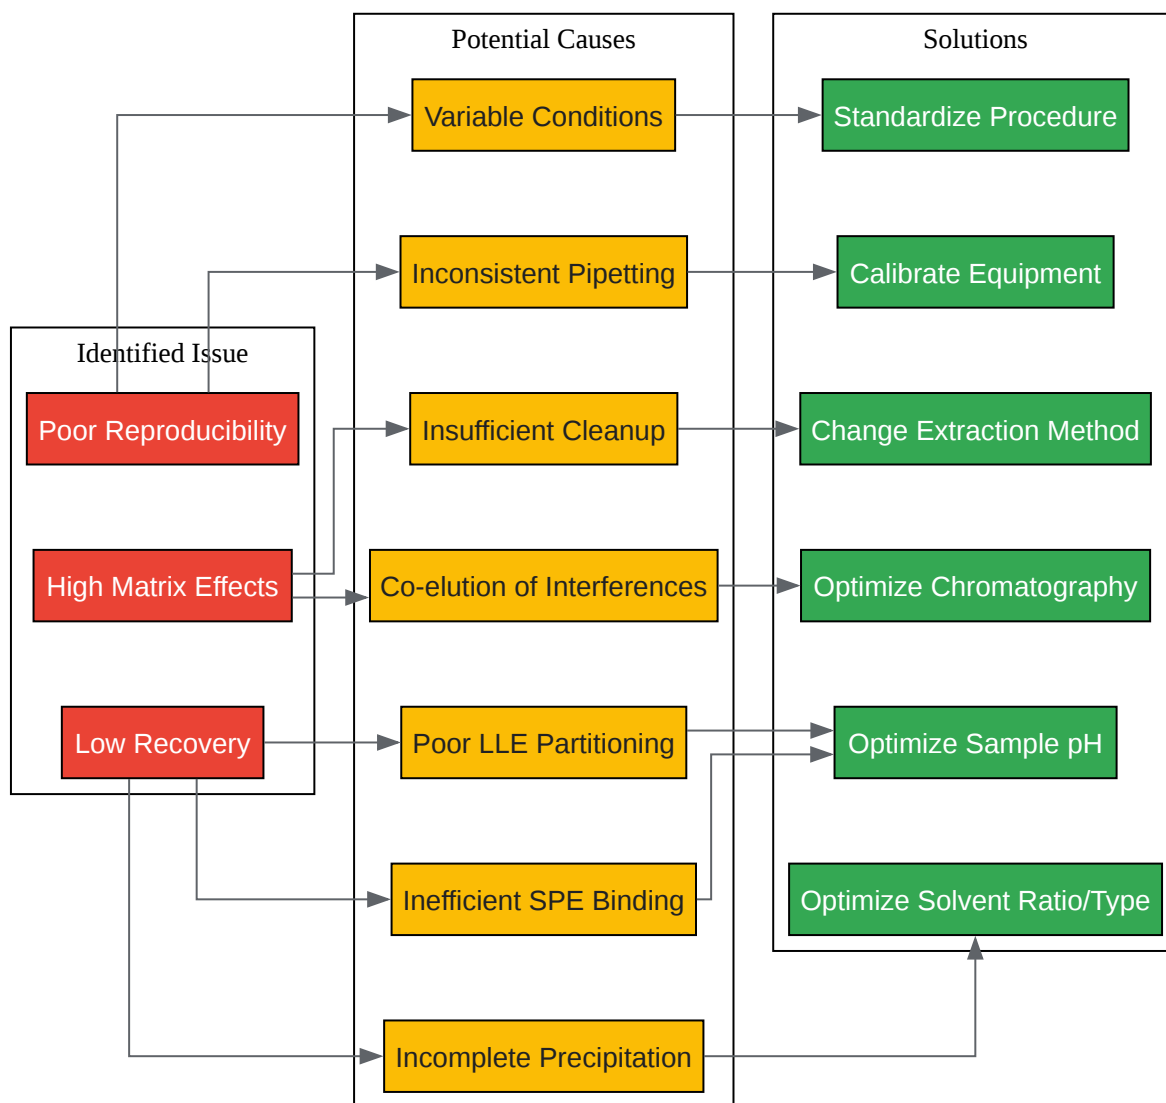 Potential Causes
Solutions
Variable Conditions
Standardize Procedure
Inconsistent Pipetting
Calibrate Equipment
Identified Issue
Poor Reproducibility
Insufficient Cleanup
Change Extraction Method
High Matrix Effects
Co-elution of Interferences
Optimize Chromatography
Low Recovery
Poor LLE Partitioning
Optimize Sample pH
Inefficient SPE Binding
Optimize Solvent Ratio/Type
Incomplete Precipitation